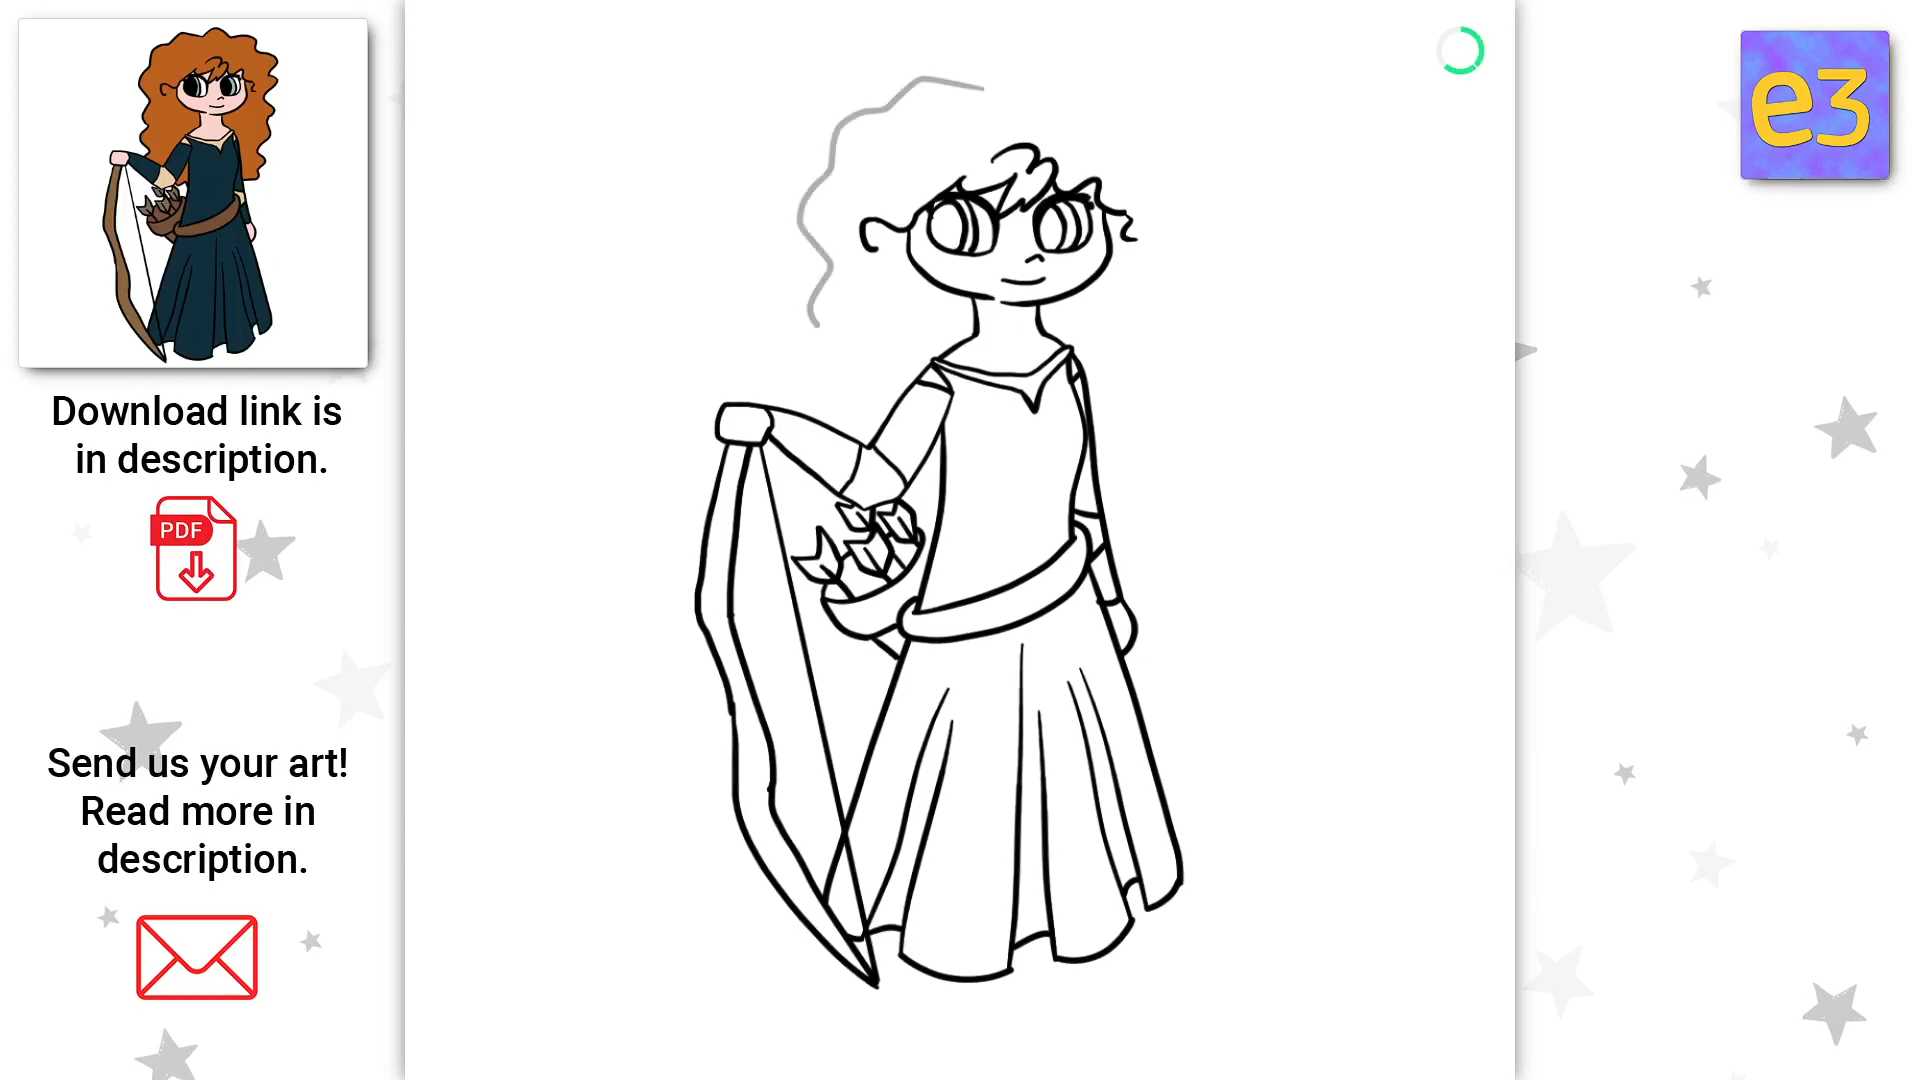 Download link is
in description.
PDF
Send us your art!
Read more in
description.
e3